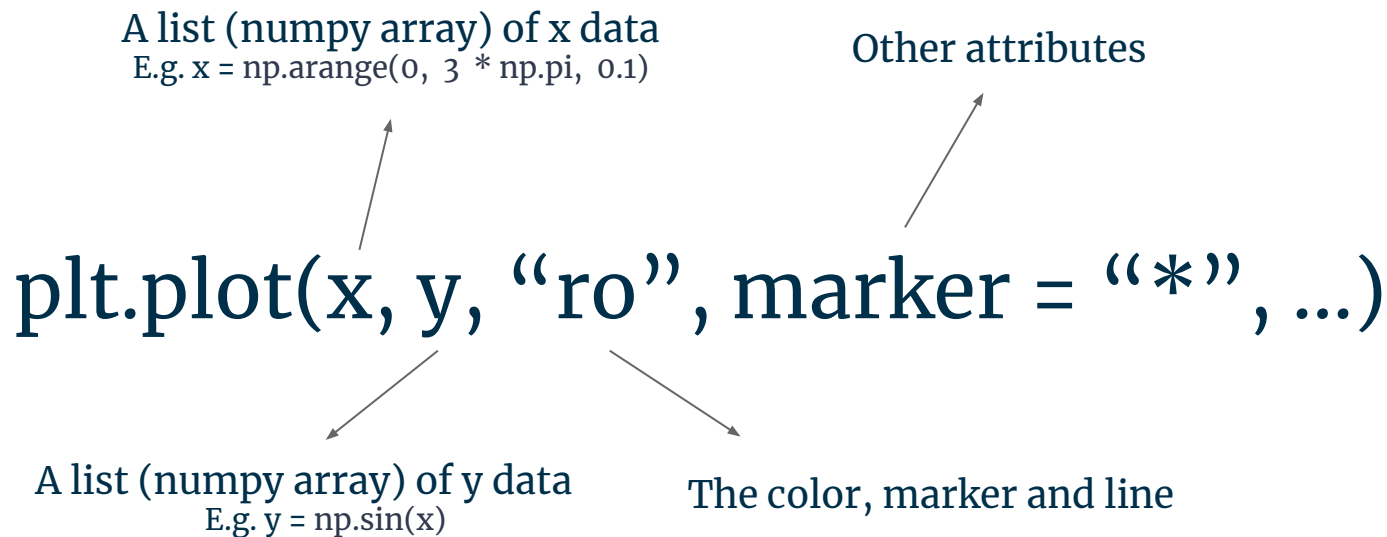 A list (numpy array) of x data
E.g. x = np.arange(0, 3 * np.pi, 0.1)
Other attributes
plt.plot(x, y, “ro”, marker = “*”, ...)
A list (numpy array) of y data
E.g. y = np.sin(x)
The color, marker and line